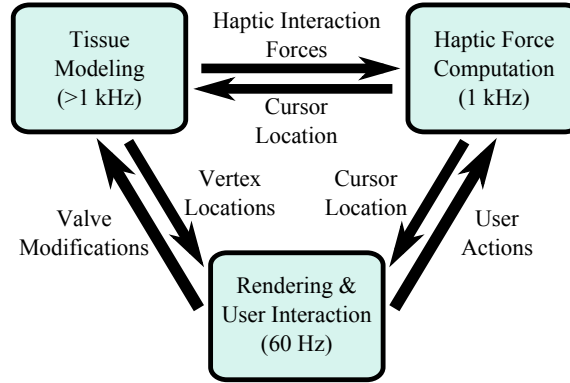 Tissue
Modeling
(>1 kHz)
Haptic Interaction
Forces
Cursor
Location
Haptic Force
Computation
(1 kHz)
Valve
Modifications
Vertex
Locations
Cursor
Location
User
Actions
Rendering &
User Interaction
(60 Hz)